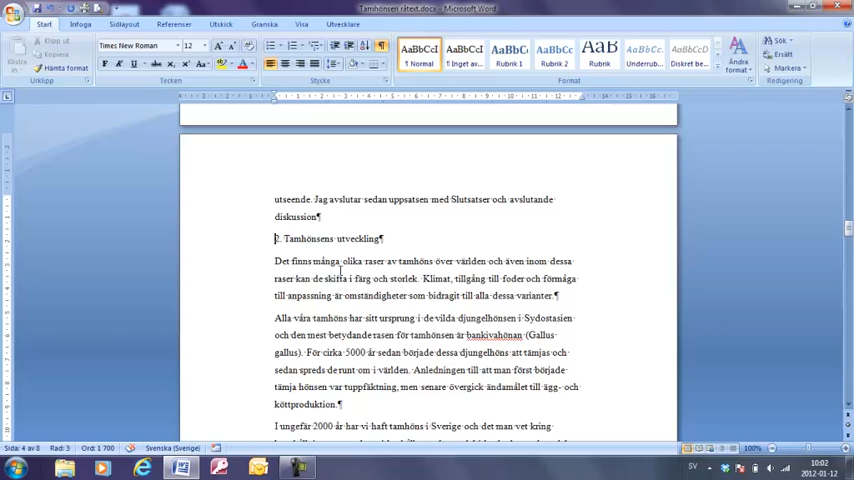 Tamhönsen råtext.docx - Microsoft Word
Start Infoga Sidlayout Referenser Utskick Granska Visa Utvecklare
Klipp ut
Kopiera
Klistra in
Hämta format
Urklipp
Times New Roman 12
Tecken
Stycke
AaBbCcI AaBbCcI AaBbC AaBbCc AaB AaBbCcI AaBbCcD
¶ Normal ¶ Inget av... Rubrik 1 Rubrik 2 Rubrik Underrub... Diskret be...
Ändra format
Format
Sök
Ersätt
Markera
Redigering
utseende. Jag avslutar sedan uppsatsen med Slutsatser och avslutande
diskussion¶
2. Tamhönsens utveckling¶
Det finns många olika raser av tamhöns över världen och även inom dessa
raser kan de skifta i färg och storlek. Klimat, tillgång till foder och förmåga
till anpassning är omständigheter som bidragit till alla dessa varianter.¶
Alla våra tamhöns har sitt ursprung i de vilda djungelhönsen i Sydostasien
och den mest betydande rasen för tamhönsen är bankivahönan (Gallus
gallus). För cirka 5000 år sedan började dessa djungelhöns att tämjas och
sedan spreds de runt om i världen. Anledningen till att man först började
tämja hönsen var tuppfäktning, men senare övergick ändamålet till ägg- och
köttproduktion.¶
I ungefär 2000 år har vi haft tamhöns i Sverige och det man vet kring
Sida: 4 av 8 Rad: 3 Ord: 1 700 Svenska (Sverige) 100%
SV 10:02
2012-01-12